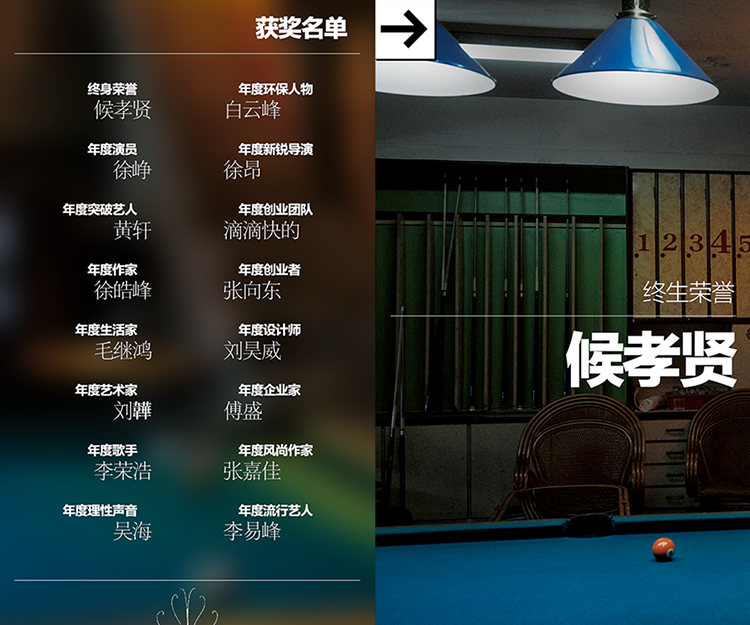 获奖名单
终身荣誉
候孝贤
年度环保人物
白云峰
年度演员
徐峥
年度新锐导演
徐昂
年度突破艺人
黄轩
年度创业团队
滴滴快的
年度作家
徐皓峰
年度创业者
张向东
年度生活家
毛继鸿
年度设计师
刘昊威
年度艺术家
刘韡
年度企业家
傅盛
年度歌手
李荣浩
年度风尚作家
张嘉佳
年度理性声音
吴海
年度流行艺人
李易峰
1 2 3 4 5
终生荣誉
候孝贤